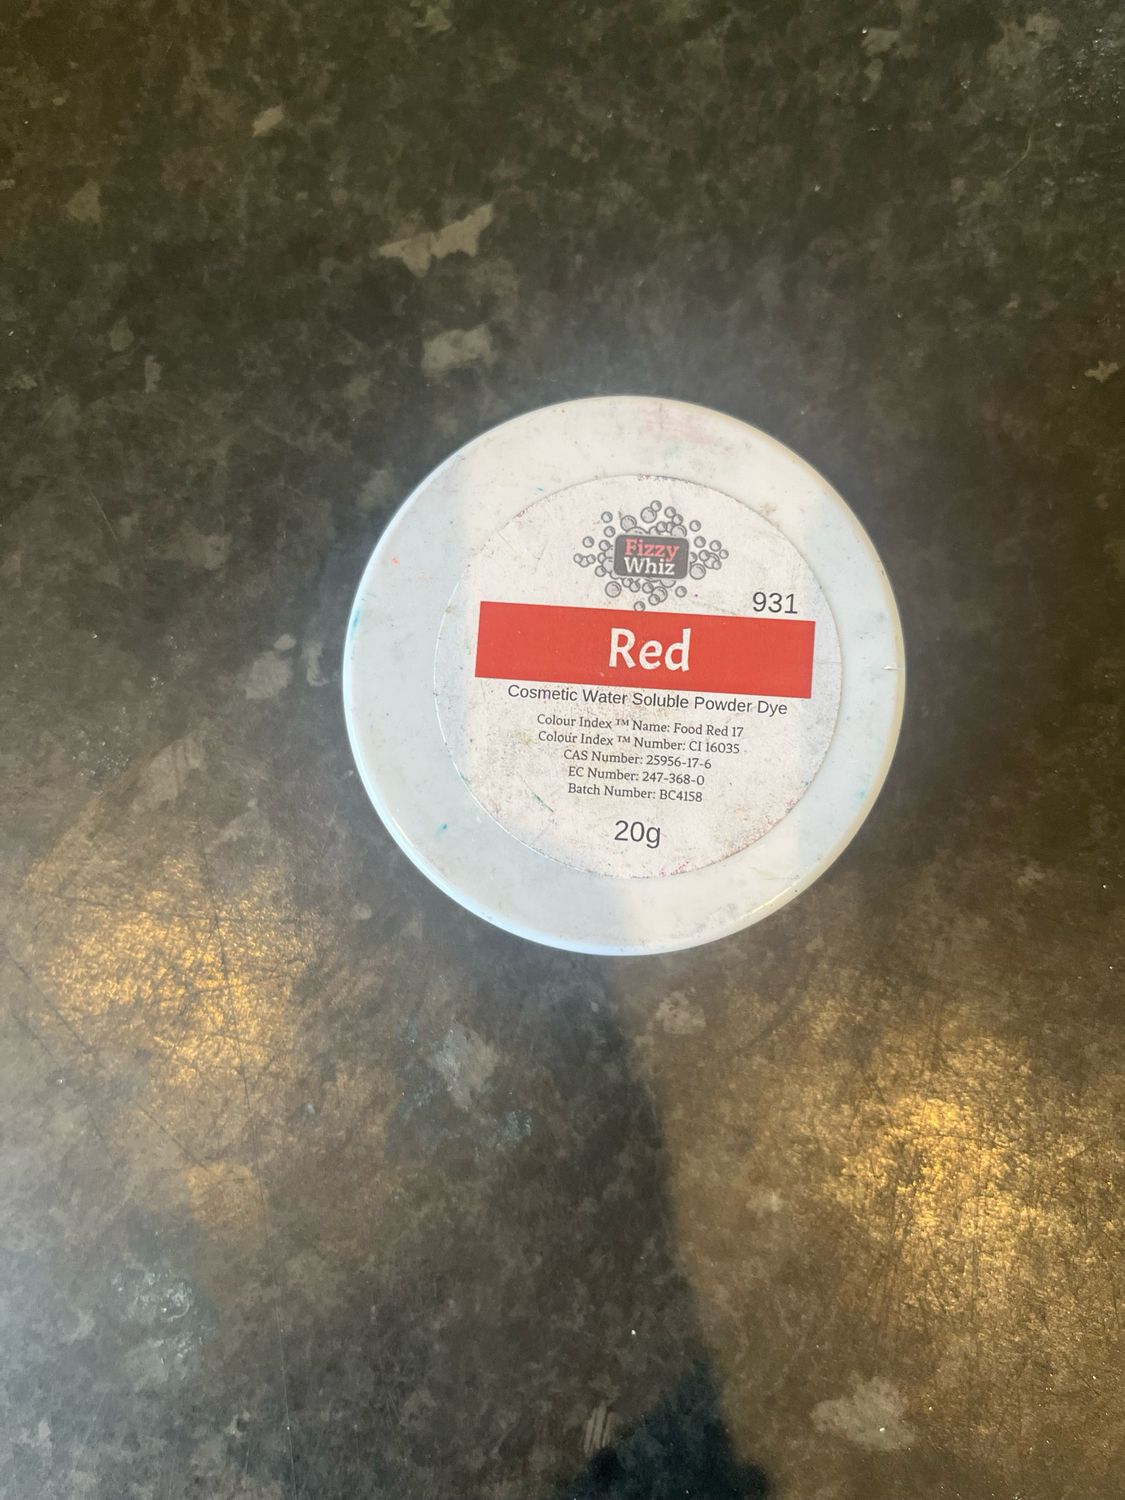 Fizzy
Whiz
931
Red
Cosmetic Water Soluble Powder Dye
Colour Index ™ Name: Food Red 17
Colour Index ™ Number: CI 16035
CAS Number: 25956-17-6
EC Number: 247-368-0
Batch Number: BC4158
20g